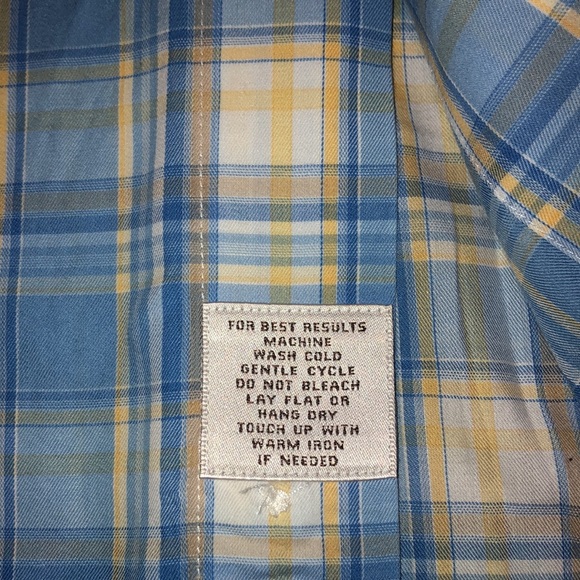 FOR BEST RESULTS
MACHINE
WASH COLD
GENTLE CYCLE
DO NOT BLEACH
LAY FLAT OR
HANG DRY
TOUCH UP WITH
WARM IRON
IF NEEDED